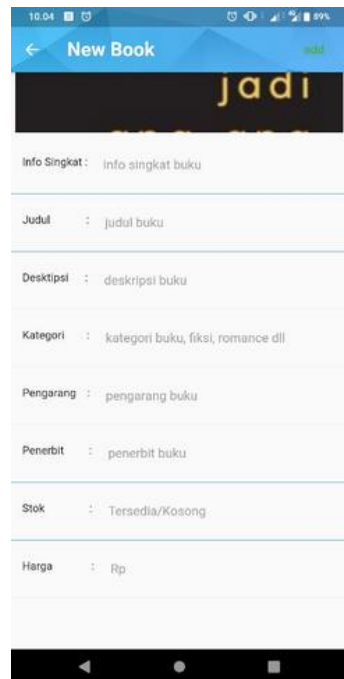 10.04 89%
New Book add
jadi
Info Singkat : info singkat buku
Judul : judul buku
Desktipsi : deskripsi buku
Kategori : kategori buku, fiksi, romance dll
Pengarang : pengarang buku
Penerbit : penerbit buku
Stok : Tersedia/Kosong
Harga : Rp